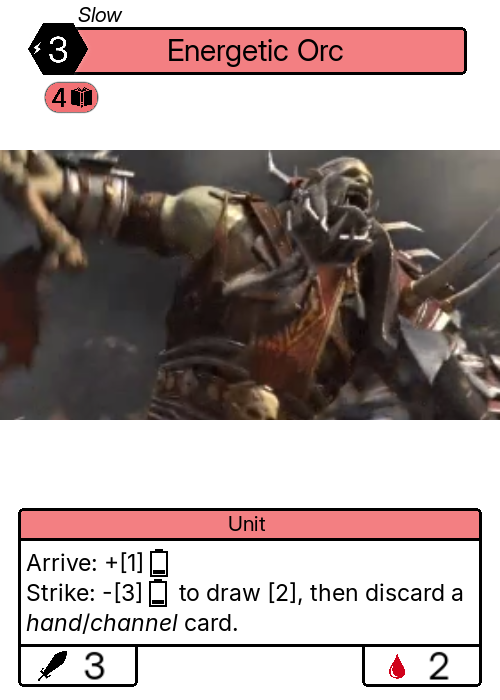 Slow
3
Energetic Orc
4
Unit
Arrive: +[1]
Strike: -[3] to draw [2], then discard a
hand/channel card.
3
2